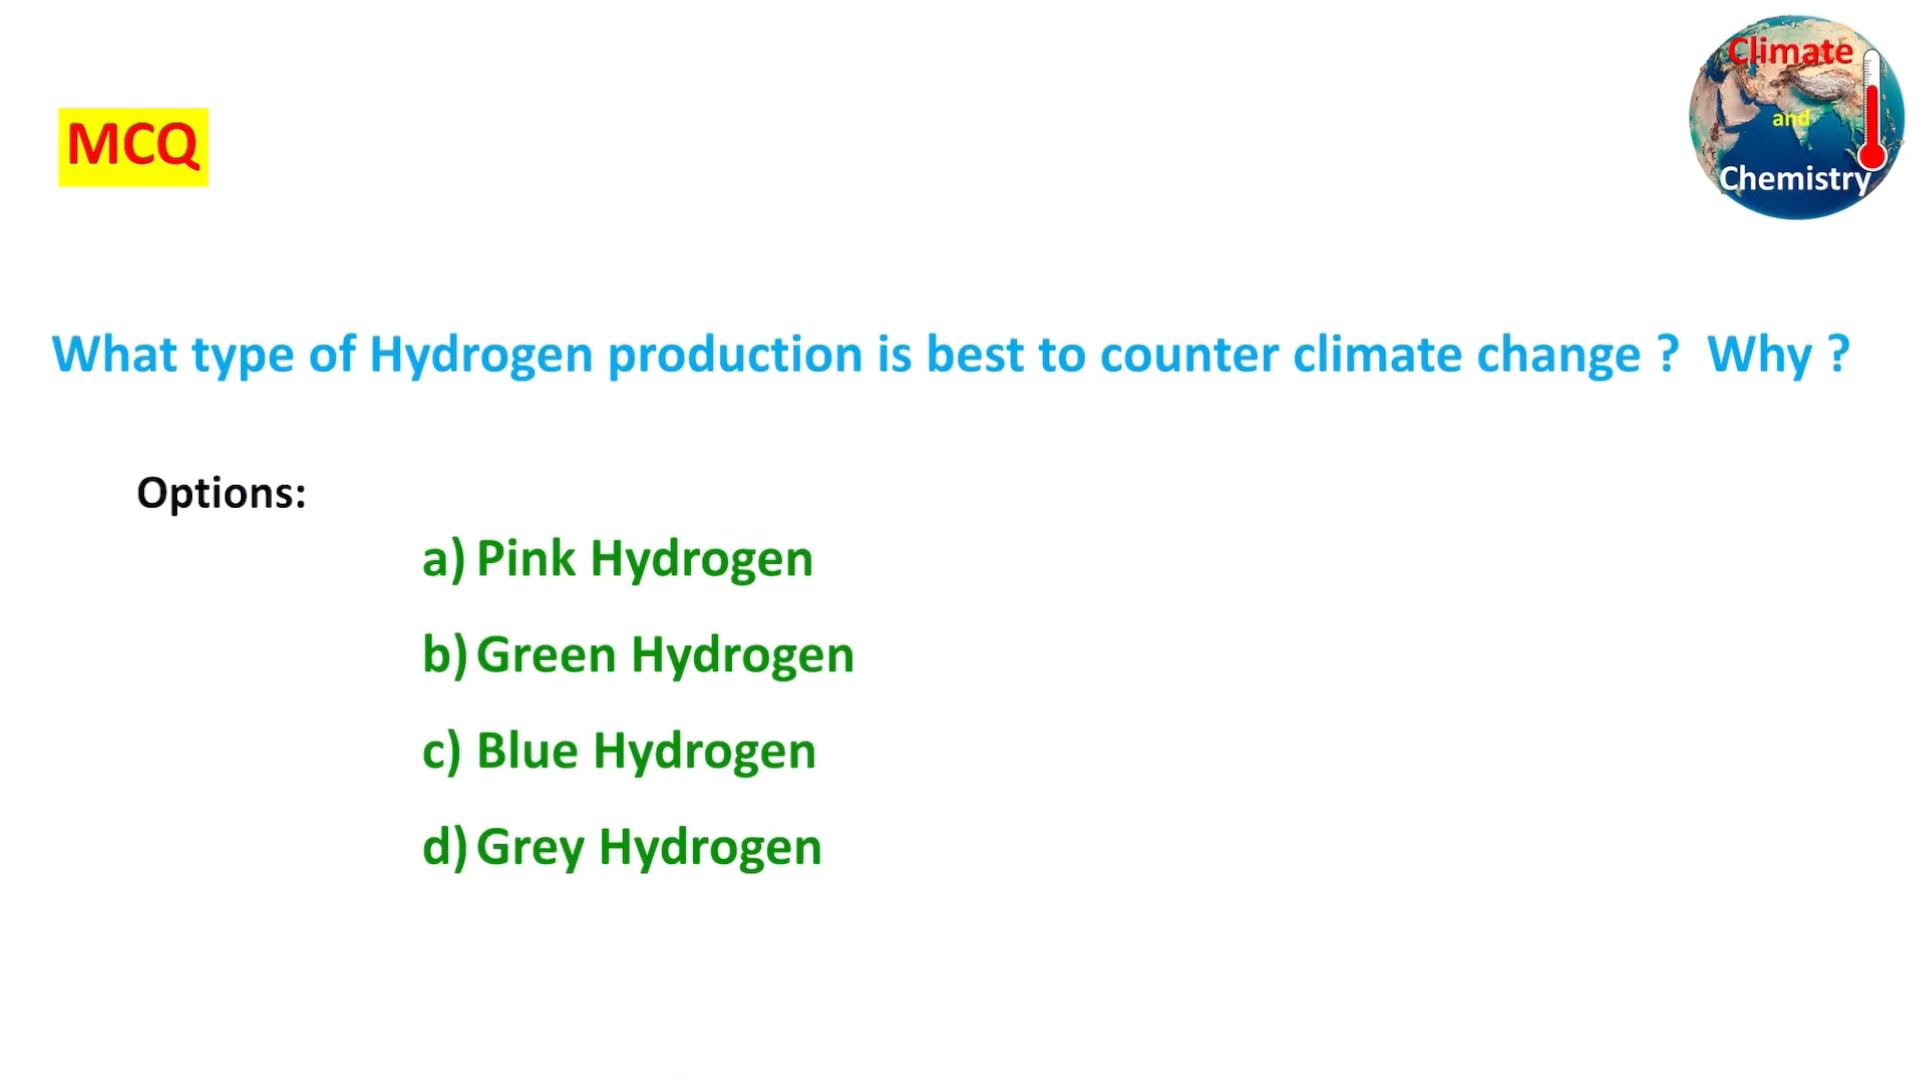 Climate
and
Chemistry
MCQ
What type of Hydrogen production is best to counter climate change ? Why ?
Options:
a) Pink Hydrogen
b) Green Hydrogen
c) Blue Hydrogen
d) Grey Hydrogen